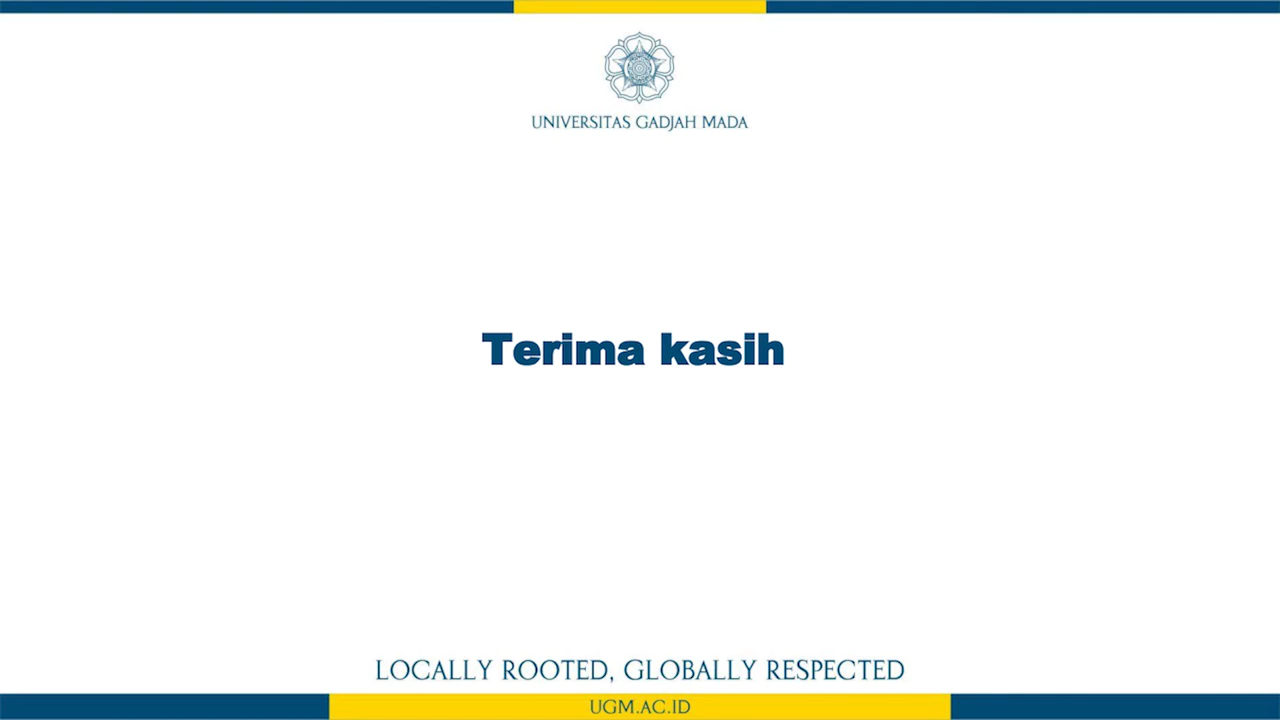 UNIVERSITAS GADJAH MADA
Terima kasih
LOCALLY ROOTED, GLOBALLY RESPECTED
UGM.AC.ID